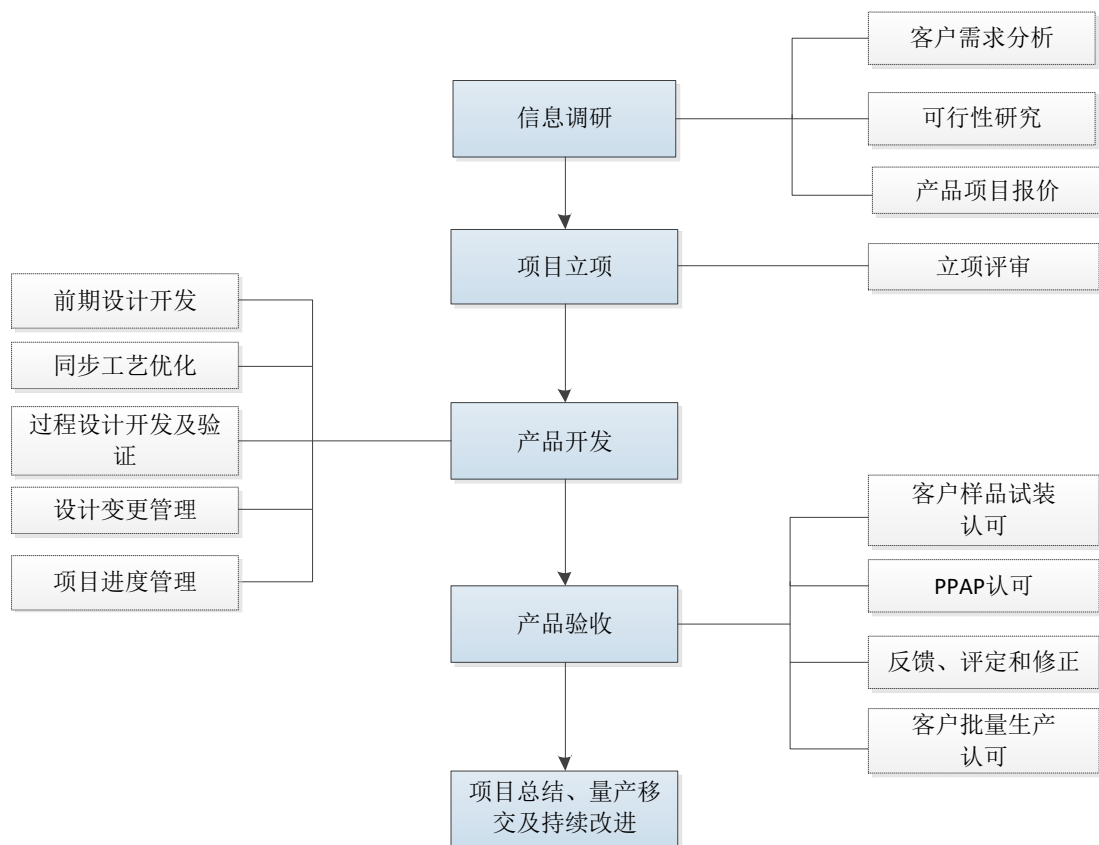 客户需求分析
信息调研
可行性研究
产品项目报价
项目立项
立项评审
前期设计开发
同步工艺优化
过程设计开发及验
证
产品开发
设计变更管理
项目进度管理
客户样品试装
认可
PPAP认可
产品验收
反馈、评定和修正
客户批量生产
认可
项目总结、量产移
交及持续改进